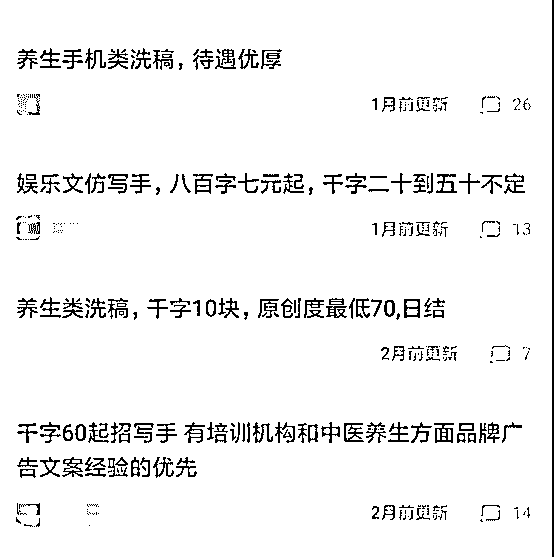 养生手机类洗稿，待遇优厚
1月前更新 26
娱乐文仿写手，八百字七元起，千字二十到五十不定
1月前更新 13
养生类洗稿，千字10块，原创度最低70,日结
2月前更新 7
千字60起招写手 有培训机构和中医养生方面品牌广
告文案经验的优先
2月前更新 14